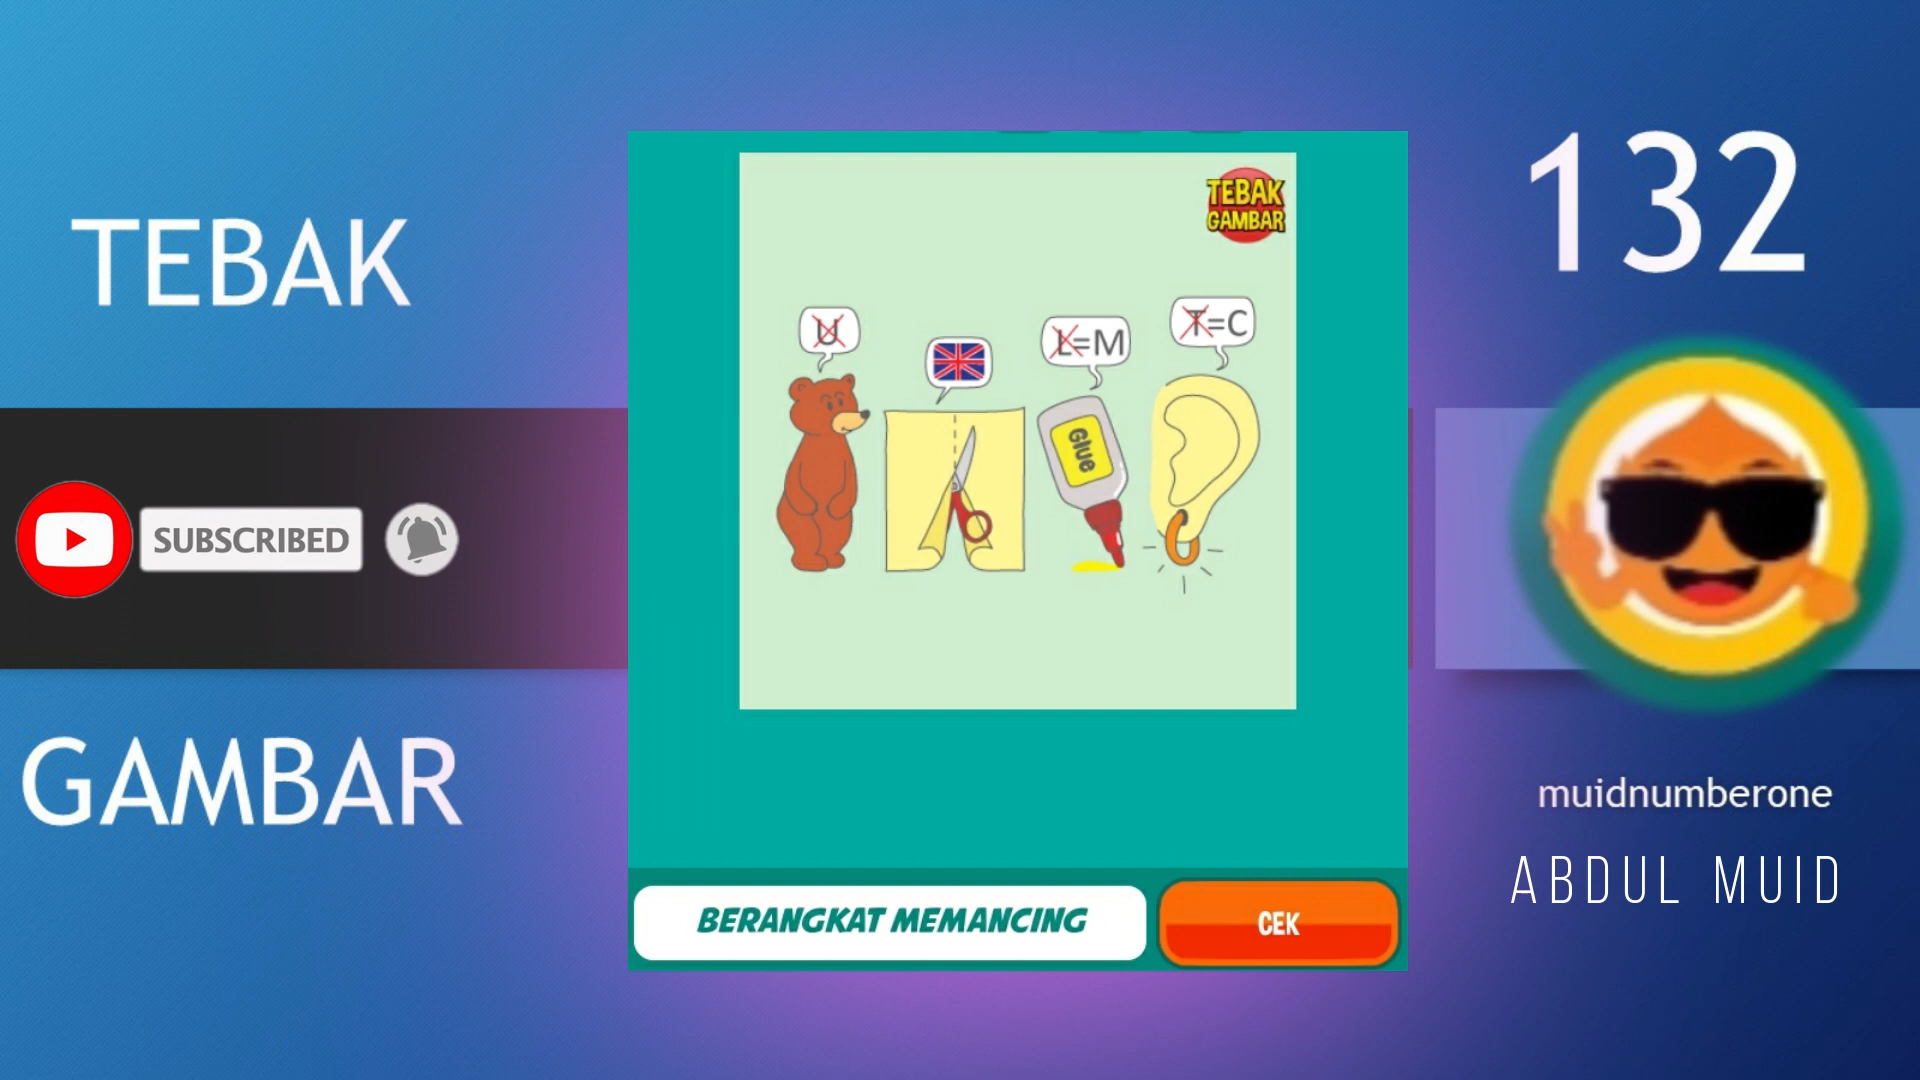 TEBAK
GAMBAR
SUBSCRIBED
TEBAK
GAMBAR
U
L=M
T=C
Glue
BERANGKAT MEMANCING
CEK
132
muidnumberone
ABDUL MUID